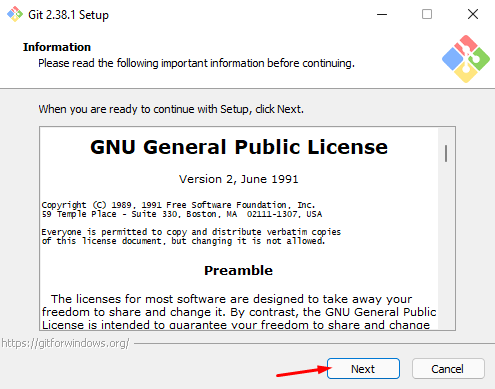 Git 2.38.1 Setup
Information
Please read the following important information before continuing.
When you are ready to continue with Setup, click Next.
GNU General Public License
Version 2, June 1991
Copyright (C) 1989, 1991 Free Software Foundation, Inc.
59 Temple Place - Suite 330, Boston, MA  02111-1307, USA
Everyone is permitted to copy and distribute verbatim copies
of this license document, but changing it is not allowed.
Preamble
The licenses for most software are designed to take away your
freedom to share and change it. By contrast, the GNU General Public
License is intended to guarantee your freedom to share and change
https://gitforwindows.org/
Next
Cancel